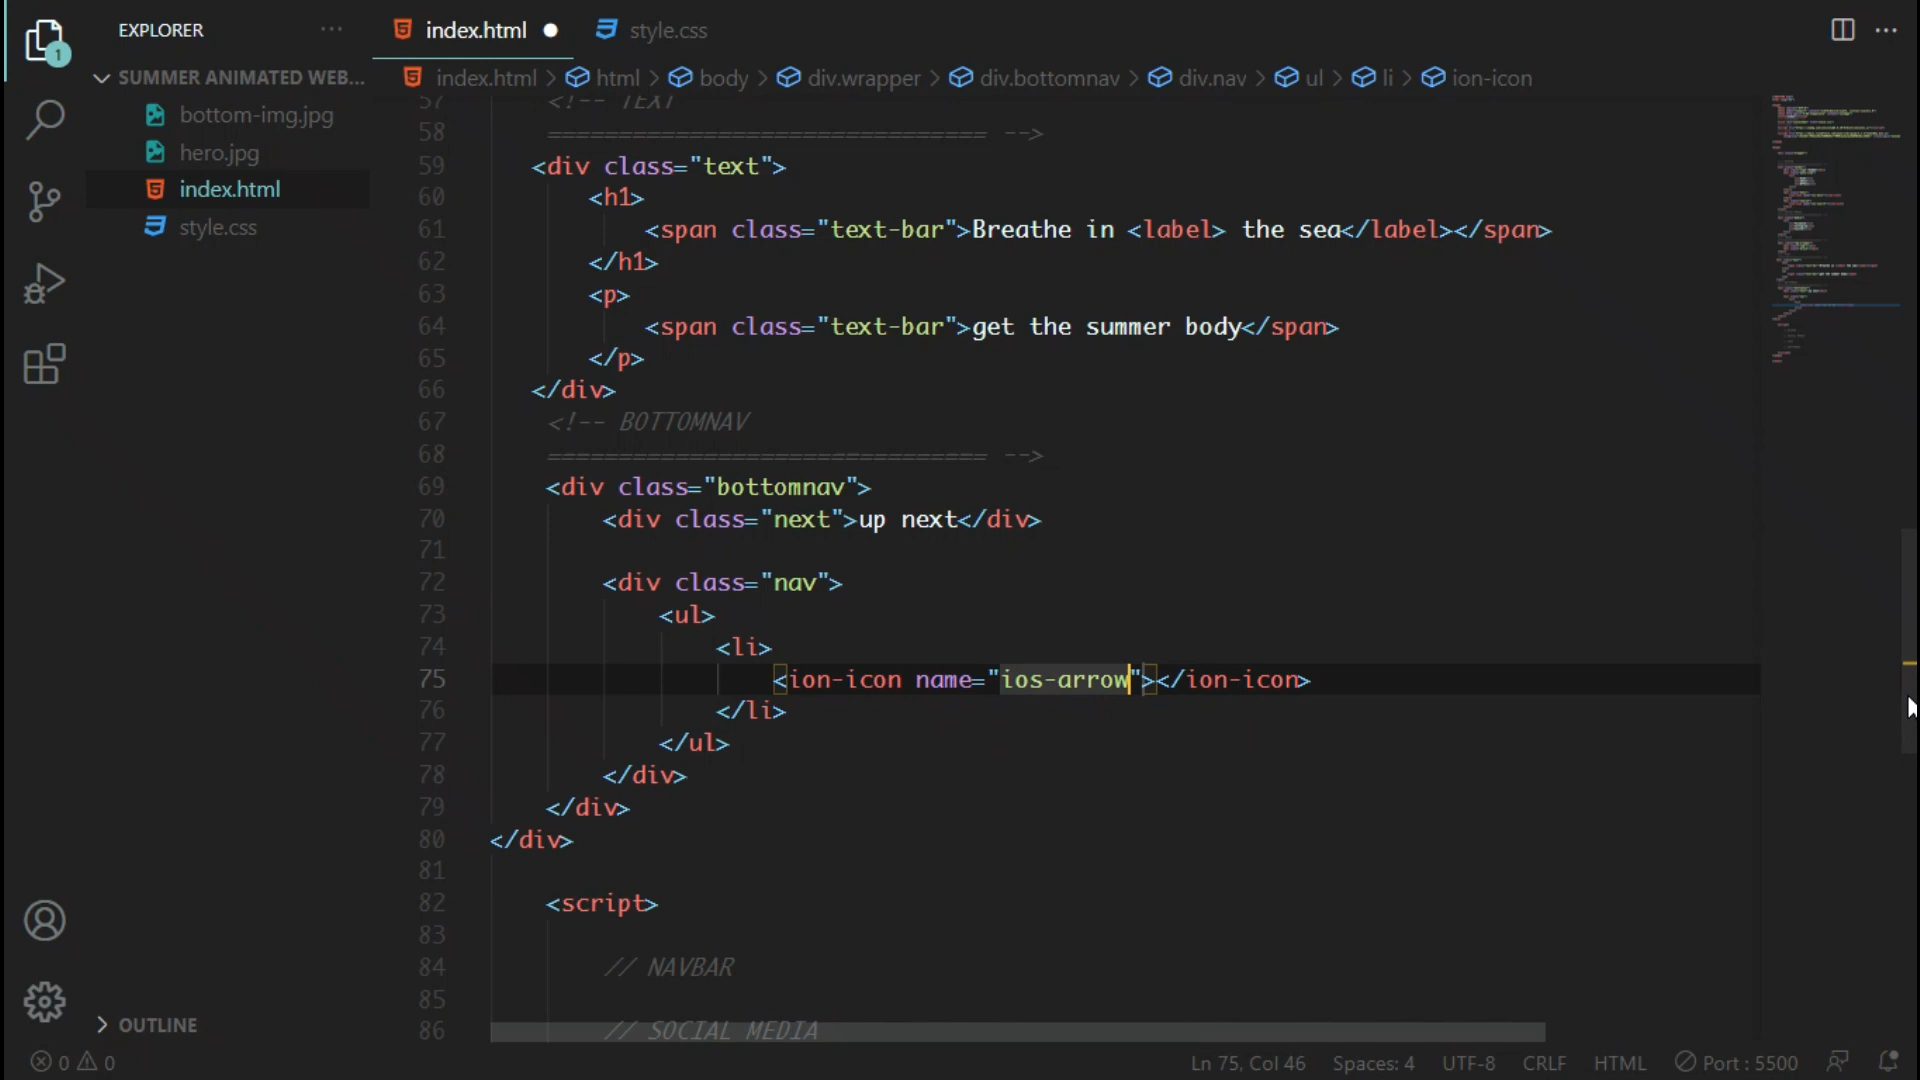 EXPLORER
···
index.html
style.css
···
1
SUMMER ANIMATED WEB...
index.html > html > body > div.wrapper > div.bottomnav > div.nav > ul > li > ion-icon
bottom-img.jpg
hero.jpg
index.html
style.css
57 <!-- TEXT
58 =============================== -->
59 <div class="text">
60 <h1>
61 <span class="text-bar">Breathe in <label> the sea</label></span>
62 </h1>
63 <p>
64 <span class="text-bar">get the summer body</span>
65 </p>
66 </div>
67 <!-- BOTTOMNAV
68 =============================== -->
69 <div class="bottomnav">
70 <div class="next">up next</div>
71
72 <div class="nav">
73 <ul>
74 <li>
75 <ion-icon name="ios-arrow"></ion-icon>
76 </li>
77 </ul>
78 </div>
79 </div>
80 </div>
81
82 <script>
83
84 // NAVBAR
85
86 // SOCIAL MEDIA
OUTLINE
0 0
Ln 75, Col 46
Spaces: 4
UTF-8
CRLF
HTML
Port : 5500